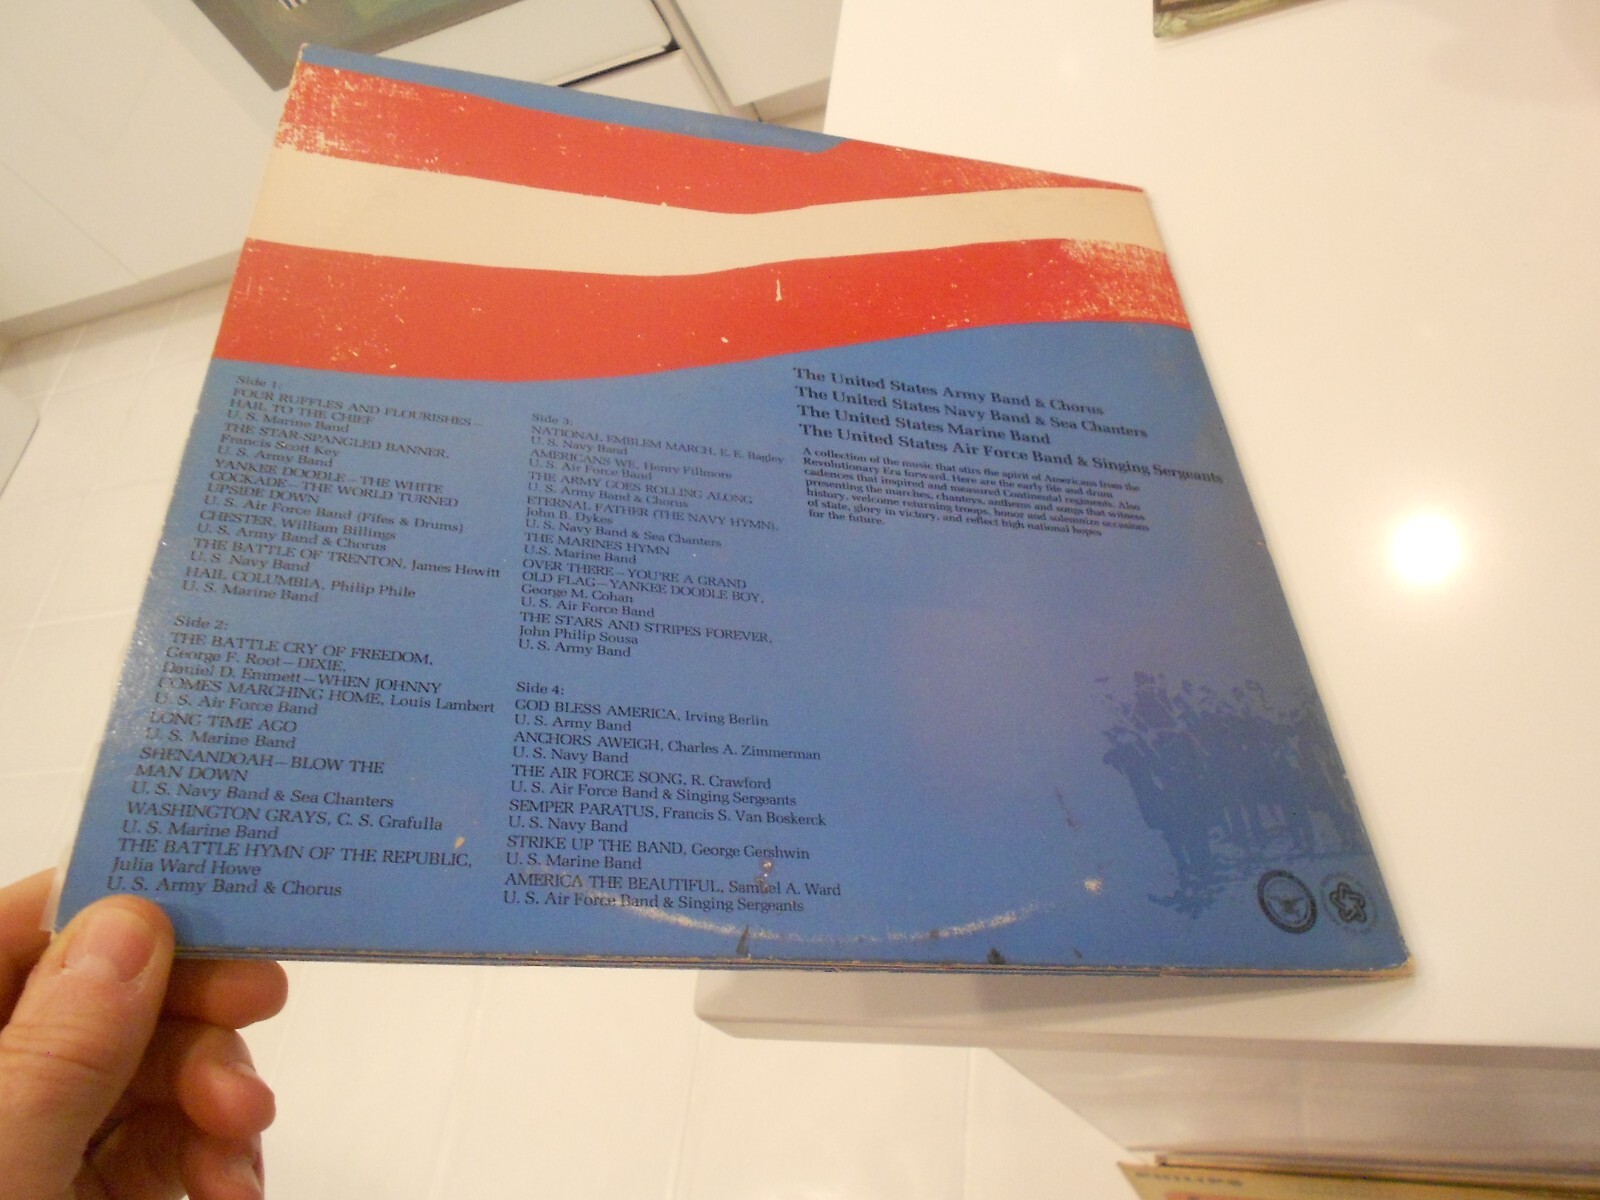 Side 1:
FOUR RUFFLES AND FLOURISHES—
HAIL TO THE CHIEF
U. S. Marine Band
THE STAR-SPANGLED BANNER,
Francis Scott Key
U. S. Army Band
YANKEE DOODLE—THE WHITE
COCKADE—THE WORLD TURNED
UPSIDE DOWN
U. S. Air Force Band (Fifes & Drums)
CHESTER, William Billings
U. S. Army Band & Chorus
THE BATTLE OF TRENTON, James Hewitt
U. S. Navy Band
HAIL COLUMBIA, Philip Phile
U. S. Marine Band
Side 2:
THE BATTLE CRY OF FREEDOM,
George F. Root—DIXIE,
Daniel D. Emmett—WHEN JOHNNY
COMES MARCHING HOME, Louis Lambert
U. S. Air Force Band
LONG TIME AGO
U. S. Marine Band
SHENANDOAH—BLOW THE
MAN DOWN
U. S. Navy Band & Sea Chanters
WASHINGTON GRAYS, C. S. Grafulla
U. S. Marine Band
THE BATTLE HYMN OF THE REPUBLIC,
Julia Ward Howe
U. S. Army Band & Chorus
Side 3:
NATIONAL EMBLEM MARCH, E. E. Bagley
U. S. Navy Band
AMERICANS WE, Henry Fillmore
U. S. Air Force Band
THE ARMY GOES ROLLING ALONG
U. S. Army Band & Chorus
ETERNAL FATHER (THE NAVY HYMN),
John B. Dykes
U. S. Navy Band & Sea Chanters
THE MARINES HYMN
U.S. Marine Band
OVER THERE—YOU'RE A GRAND
OLD FLAG—YANKEE DOODLE BOY,
George M. Cohan
U. S. Air Force Band
THE STARS AND STRIPES FOREVER,
John Philip Sousa
U. S. Army Band
Side 4:
GOD BLESS AMERICA, Irving Berlin
U. S. Army Band
ANCHORS AWEIGH, Charles A. Zimmerman
U. S. Navy Band
THE AIR FORCE SONG, R. Crawford
U. S. Air Force Band & Singing Sergeants
SEMPER PARATUS, Francis S. Van Boskerck
U. S. Navy Band
STRIKE UP THE BAND, George Gershwin
U. S. Marine Band
AMERICA THE BEAUTIFUL, Samuel A. Ward
U. S. Air Force Band & Singing Sergeants
The United States Army Band & Chorus
The United States Navy Band & Sea Chanters
The United States Marine Band
The United States Air Force Band & Singing Sergeants
A collection of the music that stirs the spirit of Americans from the
Revolutionary Era forward. Here are the early fife and drum
cadences that inspired and measured Continental regiments. Also
presenting the marches, chanteys, anthems and songs that witness
history, welcome returning troops, honor and solemnize occasions
of state, glory in victory, and reflect high national hopes
for the future.
PHILIPS